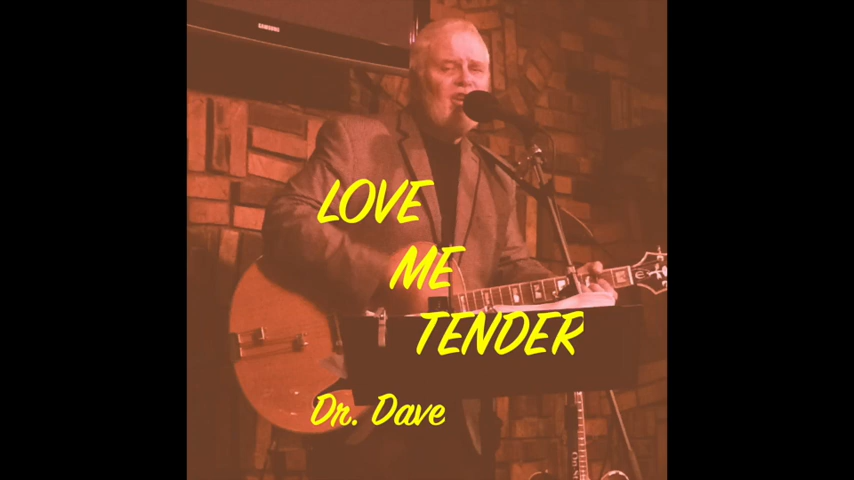 SAMSUNG
LOVE
ME
TENDER
Dr. Dave